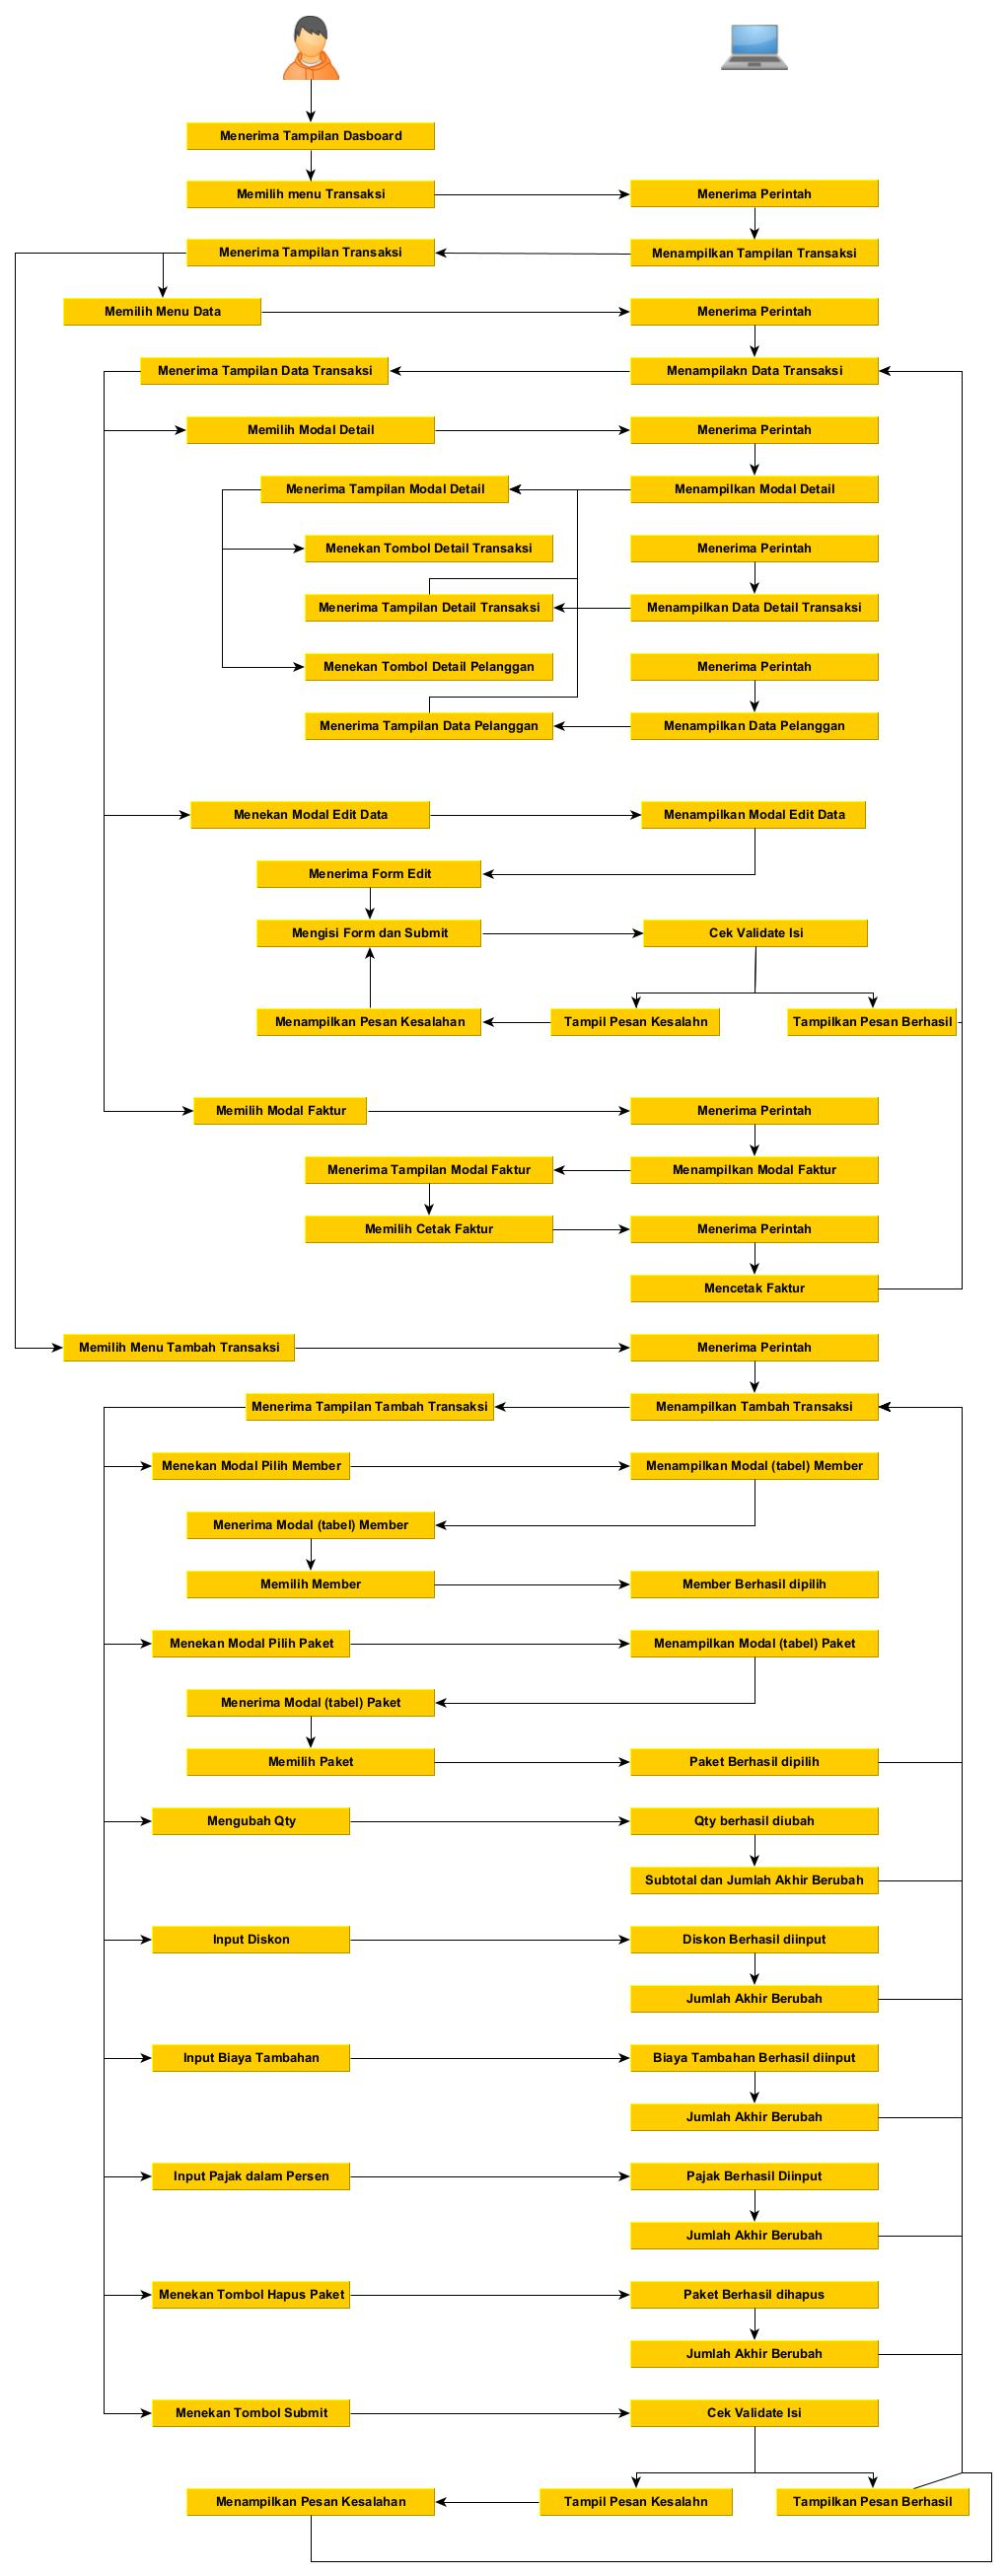 Menerima Tampilan Dasboard
Memilih menu Transaksi
Menerima Perintah
Menerima Tampilan Transaksi
Menampilkan Tampilan Transaksi
Memilih Menu Data
Menerima Perintah
Menerima Tampilan Data Transaksi
Menampilakn Data Transaksi
Memilih Modal Detail
Menerima Perintah
Menerima Tampilan Modal Detail
Menampilkan Modal Detail
Menekan Tombol Detail Transaksi
Menerima Perintah
Menerima Tampilan Detail Transaksi
Menampilkan Data Detail Transaksi
Menekan Tombol Detail Pelanggan
Menerima Perintah
Menerima Tampilan Data Pelanggan
Menampilkan Data Pelanggan
Menekan Modal Edit Data
Menampilkan Modal Edit Data
Menerima Form Edit
Mengisi Form dan Submit
Cek Validate Isi
Menampilkan Pesan Kesalahan
Tampil Pesan Kesalahn
Tampilkan Pesan Berhasil
Memilih Modal Faktur
Menerima Perintah
Menerima Tampilan Modal Faktur
Menampilkan Modal Faktur
Memilih Cetak Faktur
Menerima Perintah
Mencetak Faktur
Memilih Menu Tambah Transaksi
Menerima Perintah
Menerima Tampilan Tambah Transaksi
Menampilkan Tambah Transaksi
Menekan Modal Pilih Member
Menampilkan Modal (tabel) Member
Menerima Modal (tabel) Member
Memilih Member
Member Berhasil dipilih
Menekan Modal Pilih Paket
Menampilkan Modal (tabel) Paket
Menerima Modal (tabel) Paket
Memilih Paket
Paket Berhasil dipilih
Mengubah Qty
Qty berhasil diubah
Subtotal dan Jumlah Akhir Berubah
Input Diskon
Diskon Berhasil diinput
Jumlah Akhir Berubah
Input Biaya Tambahan
Biaya Tambahan Berhasil diinput
Jumlah Akhir Berubah
Input Pajak dalam Persen
Pajak Berhasil Diinput
Jumlah Akhir Berubah
Menekan Tombol Hapus Paket
Paket Berhasil dihapus
Jumlah Akhir Berubah
Menekan Tombol Submit
Cek Validate Isi
Menampilkan Pesan Kesalahan
Tampil Pesan Kesalahn
Tampilkan Pesan Berhasil